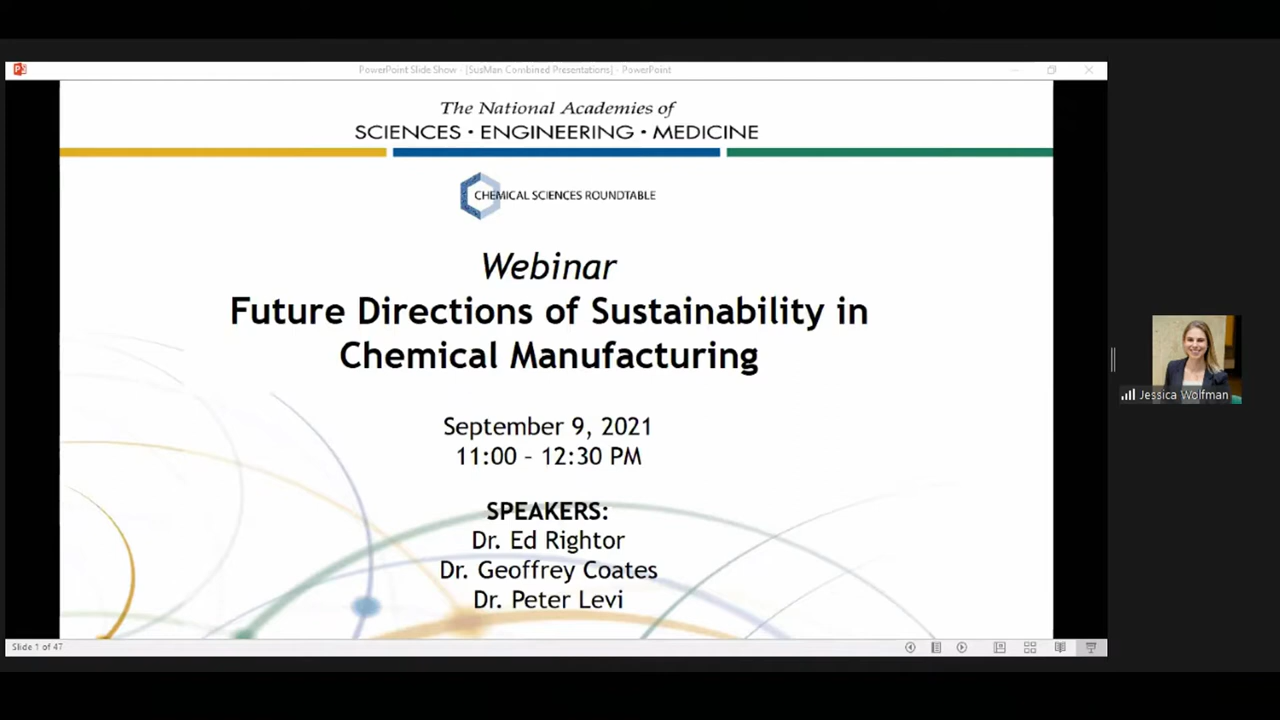 PowerPoint Slide Show - [SusMan Combined Presentations] - PowerPoint
The National Academies of
SCIENCES · ENGINEERING · MEDICINE
CHEMICAL SCIENCES ROUNDTABLE
Webinar
Future Directions of Sustainability in
Chemical Manufacturing
September 9, 2021
11:00 – 12:30 PM
SPEAKERS:
Dr. Ed Rightor
Dr. Geoffrey Coates
Dr. Peter Levi
Jessica Wolfman
Slide 1 of 47